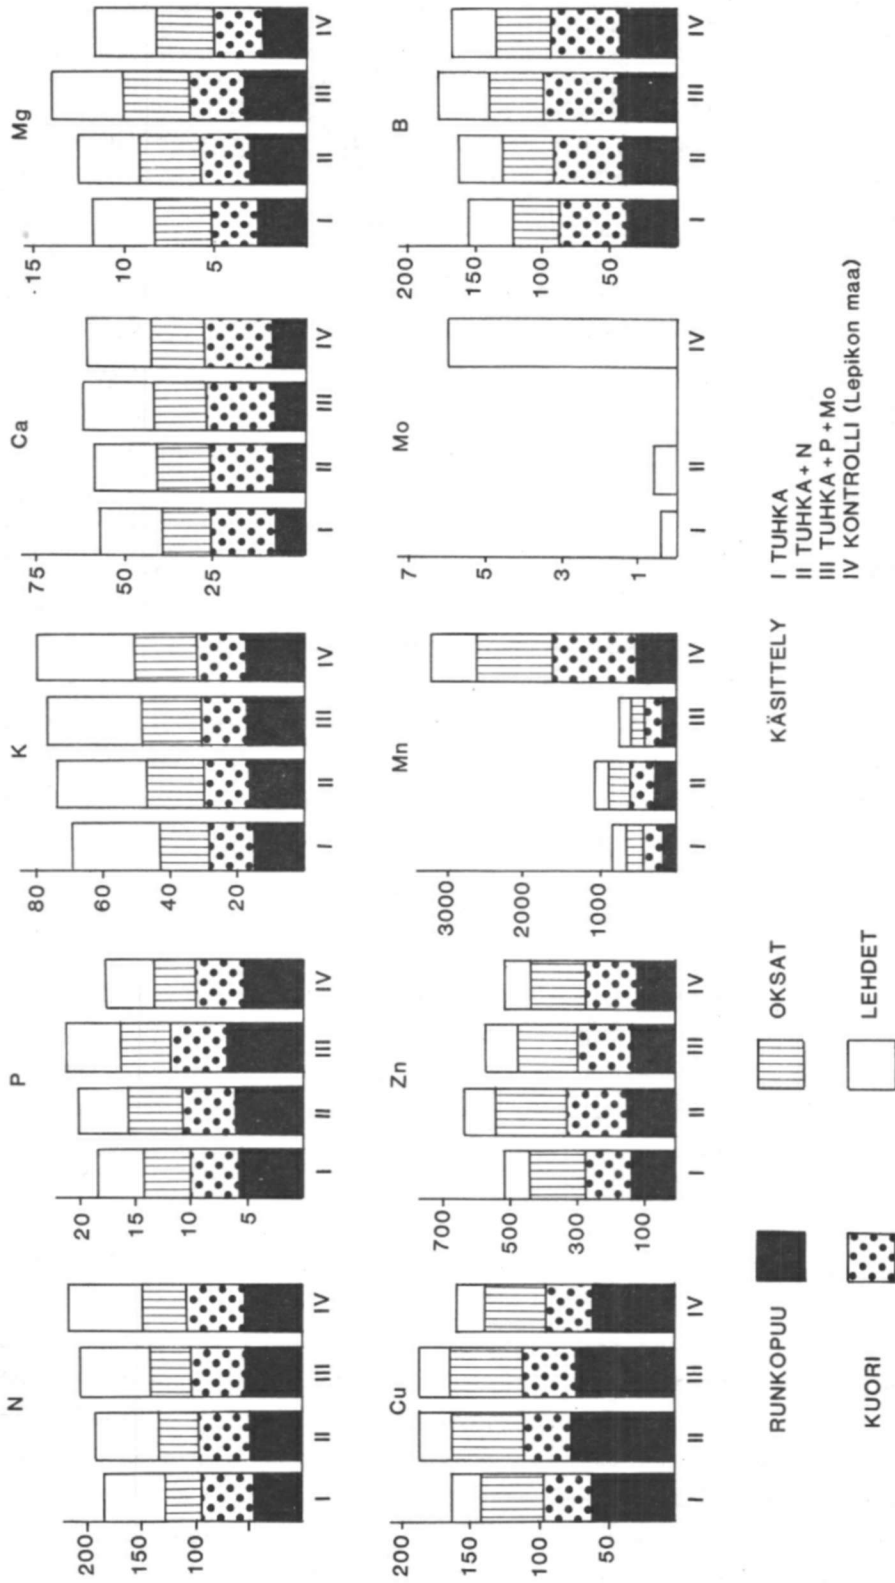 N
200
150
100
I II III IV
P
20
15
10
5
I II III IV
K
80
60
40
20
I II III IV
Ca
75
50
25
I II III IV
Mg
15
10
5
I II III IV
Cu
200
150
100
50
I II III IV
Zn
700
500
300
100
I II III IV
Mn
3000
2000
1000
I II III IV
Mo
7
5
3
1
I II IV
B
200
150
100
50
I II III IV
RUNKOPUU
OKSAT
KUORI
LEHDET
KÄSITTELY
I TUHKA
II TUHKA+N
III TUHKA+P+Mo
IV KONTROLLI (Lepikon maa)